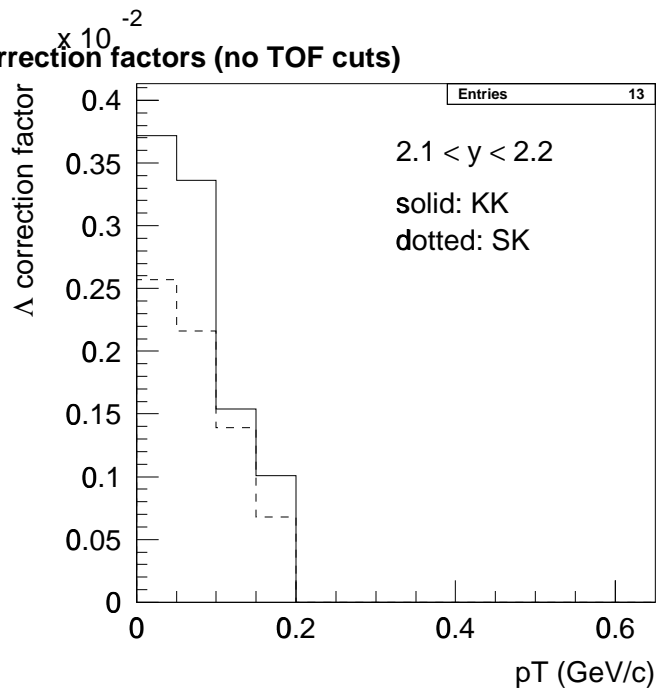 x 10 -2
rrection factors (no TOF cuts)
Entries 13
Λ correction factor
0.4
0.35
0.3
0.25
0.2
0.15
0.1
0.05
0
2.1 < y < 2.2
solid: KK
dotted: SK
0 0.2 0.4 0.6
pT (GeV/c)